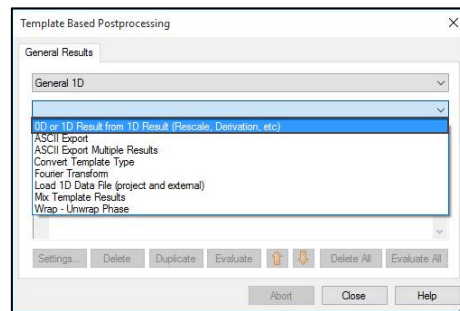 Template Based Postprocessing
General Results
General 1D
0D or 1D Result from 1D Result (Rescale, Derivation, etc)
ASCII Export
ASCII Export Multiple Results
Convert Template Type
Fourier Transform
Load 1D Data File (project and external)
Mix Template Results
Wrap - Unwrap Phase
Settings... Delete Duplicate Evaluate Delete All Evaluate All
Abort Close Help